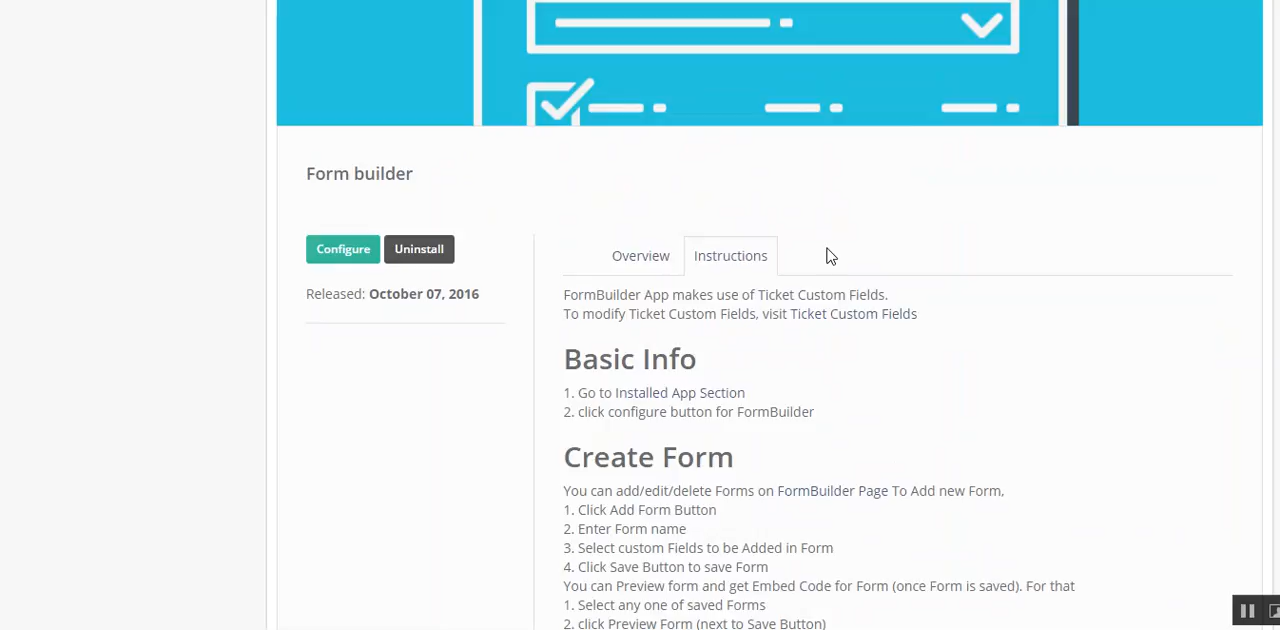 Form builder
Configure
Uninstall
Released: October 07, 2016
Overview
Instructions
FormBuilder App makes use of Ticket Custom Fields.
To modify Ticket Custom Fields, visit Ticket Custom Fields
Basic Info
1. Go to Installed App Section
2. click configure button for FormBuilder
Create Form
You can add/edit/delete Forms on FormBuilder Page To Add new Form,
1. Click Add Form Button
2. Enter Form name
3. Select custom Fields to be Added in Form
4. Click Save Button to save Form
You can Preview form and get Embed Code for Form (once Form is saved). For that
1. Select any one of saved Forms
2. click Preview Form (next to Save Button)